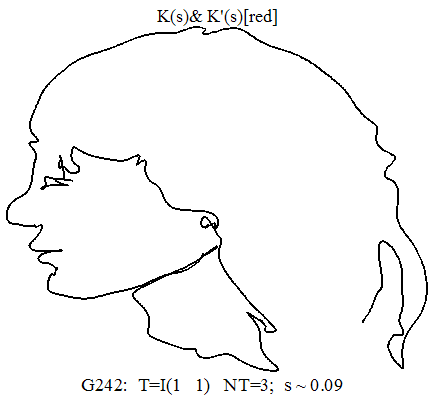 K(s)& K'(s)[red]
G242: T=I(1 1) NT=3; s ~ 0.09